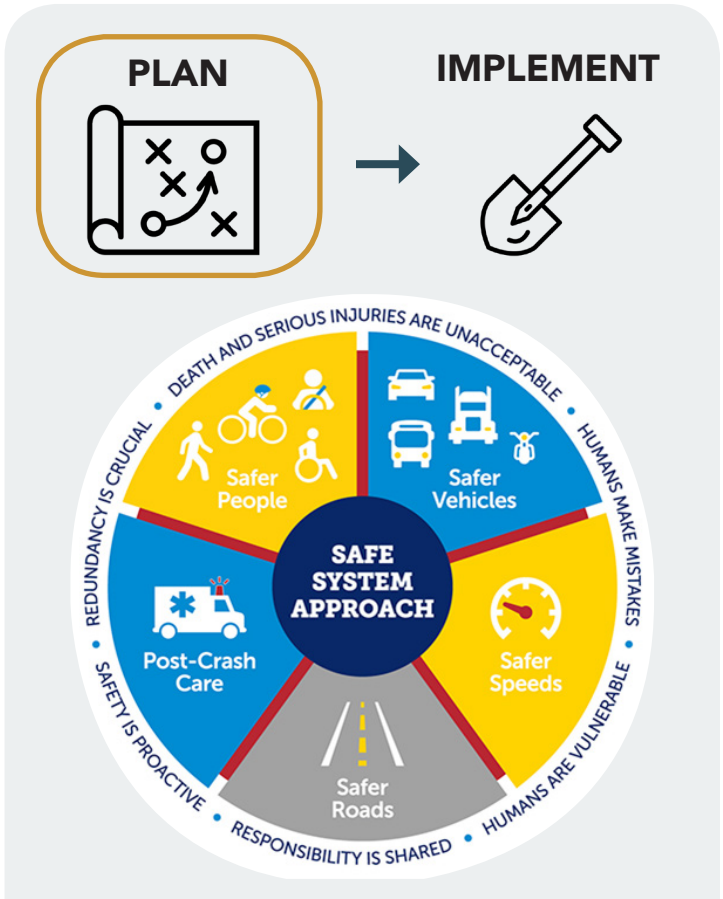 PLAN
IMPLEMENT
DEATH AND SERIOUS INJURIES ARE UNACCEPTABLE
HUMANS MAKE MISTAKES
HUMANS ARE VULNERABLE
RESPONSIBILITY IS SHARED
SAFETY IS PROACTIVE
REDUNDANCY IS CRUCIAL
Safer
People
Safer
Vehicles
SAFE
SYSTEM
APPROACH
Post-Crash
Care
Safer
Speeds
Safer
Roads